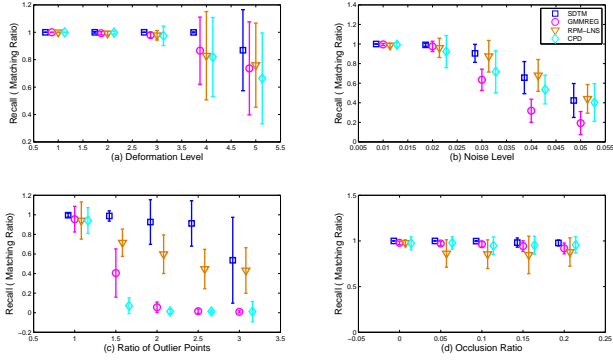 SDTM
GMMREG
RPM−LNS
CPD
Recall ( Matching Ratio)
1.2
1
0.8
0.6
0.4
0.2
0.5 1 1.5 2 2.5 3 3.5 4 4.5 5 5.5
(a) Deformation Level
Recall ( Matching Ratio)
1.4
1.2
1
0.8
0.6
0.4
0.2
0
0.005 0.01 0.015 0.02 0.025 0.03 0.035 0.04 0.045 0.05 0.055
(b) Noise Level
Recall ( Matching Ratio)
1.2
1
0.8
0.6
0.4
0.2
0
−0.2
0.5 1 1.5 2 2.5 3 3.5
(c) Ratio of Outlier Points
Recall ( Matching Ratio)
1.5
1
0.5
0
−0.05 0 0.05 0.1 0.15 0.2 0.25
(d) Occlusion Ratio